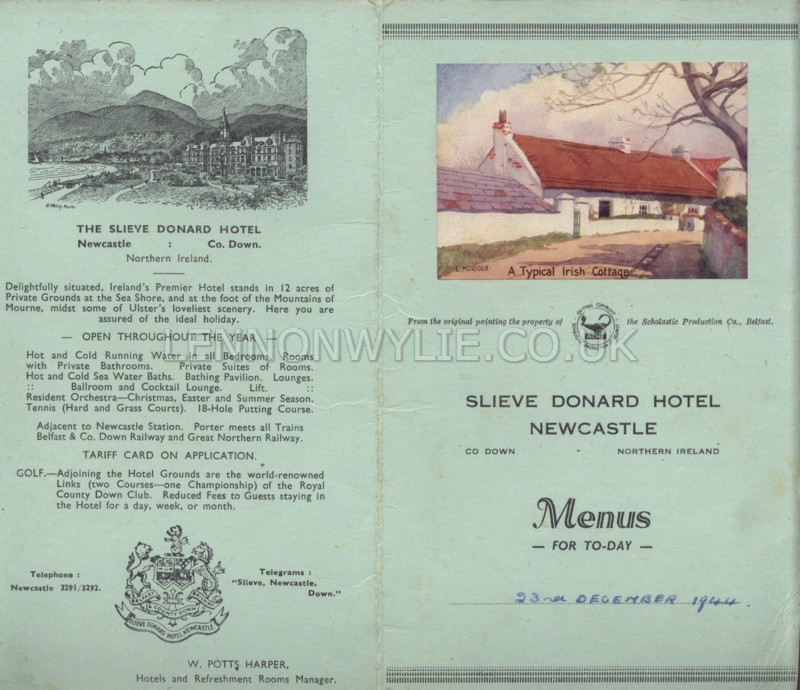 THE SLIEVE DONARD HOTEL
Newcastle : Co. Down.
Northern Ireland.
Delightfully situated, Ireland's Premier Hotel stands in 12 acres of
Private Grounds at the Sea Shore, and at the foot of the Mountains of
Mourne, midst some of Ulster's loveliest scenery. Here you are
assured of the ideal holiday.
— OPEN THROUGHOUT THE YEAR —
Hot and Cold Running Water in all Bedrooms. Rooms
with Private Bathrooms. Private Suites of Rooms.
Hot and Cold Sea Water Baths. Bathing Pavilion. Lounges.
:: Ballroom and Cocktail Lounge. Lift. ::
Resident Orchestra—Christmas, Easter and Summer Season.
Tennis (Hard and Grass Courts). 18-Hole Putting Course.
Adjacent to Newcastle Station. Porter meets all Trains
Belfast & Co. Down Railway and Great Northern Railway.
TARIFF CARD ON APPLICATION.
GOLF.—Adjoining the Hotel Grounds are the world-renowned
Links (two Courses—one Championship) of the Royal
County Down Club. Reduced Fees to Guests staying in
the Hotel for a day, week, or month.
Telephone :
Newcastle 3291/3292.
BELFAST
& COUNTY DOWN
RAILWAY
SLIEVE DONARD HOTEL, NEWCASTLE
Telegrams :
"Slieve, Newcastle,
Down."
W. POTTS HARPER,
Hotels and Refreshment Rooms Manager.
A Typical Irish Cottage
From the original painting the property of the Scholastic Production Co., Belfast.
SLIEVE DONARD HOTEL
NEWCASTLE
CO DOWN · NORTHERN IRELAND
Menus
— FOR TO-DAY —
23rd DECEMBER 1944.
LENNONWYLIE.CO.UK